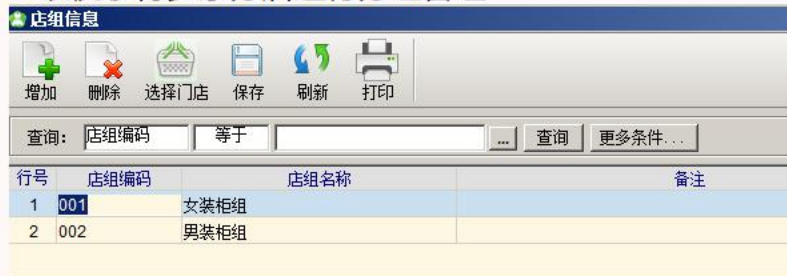 店组信息
增加 删除 选择门店 保存 刷新 打印
查询: 店组编码 等于 ... 查询 更多条件...
行号 店组编码 店组名称 备注
1 001 女装柜组
2 002 男装柜组